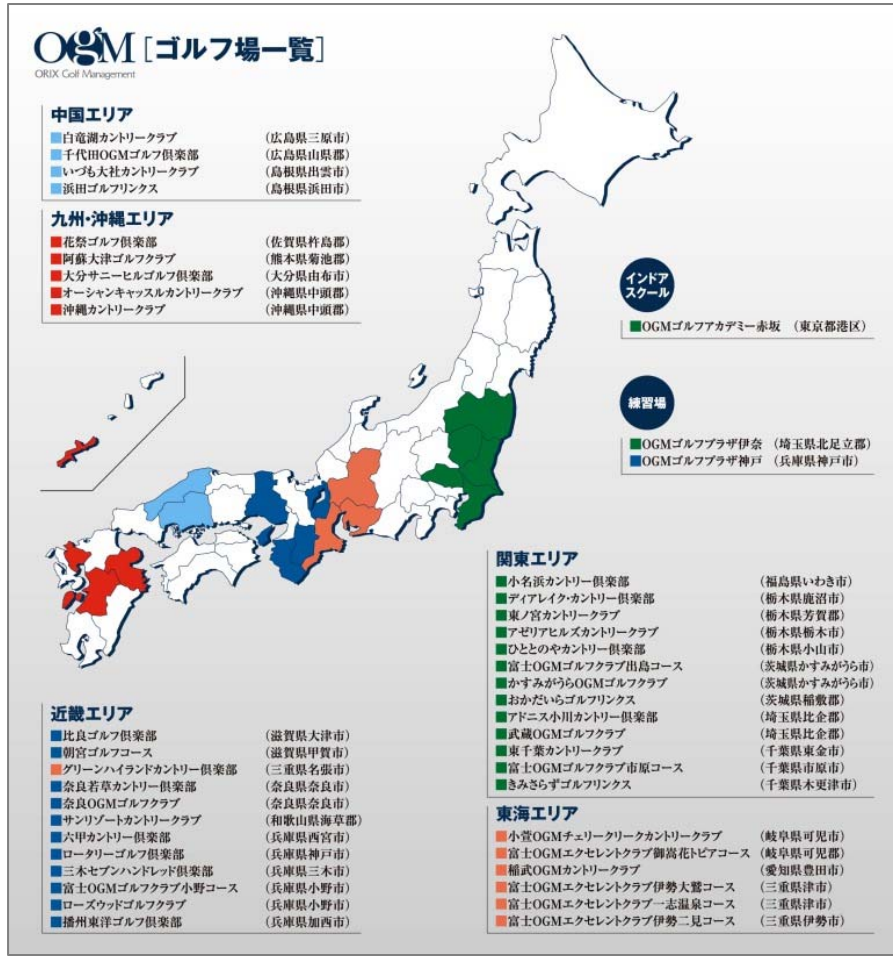 OGM [ゴルフ場一覧]
ORIX Golf Management
中国エリア
白竜湖カントリークラブ （広島県三原市）
千代田OGMゴルフ倶楽部 （広島県山県郡）
いづも大社カントリークラブ （島根県出雲市）
浜田ゴルフリンクス （島根県浜田市）
九州・沖縄エリア
花祭ゴルフ倶楽部 （佐賀県杵島郡）
阿蘇大津ゴルフクラブ （熊本県菊池郡）
大分サニーヒルゴルフ倶楽部 （大分県由布市）
オーシャンキャッスルカントリークラブ （沖縄県中頭郡）
沖縄カントリークラブ （沖縄県中頭郡）
インドア
スクール
OGMゴルフアカデミー赤坂 （東京都港区）
練習場
OGMゴルフプラザ伊奈 （埼玉県北足立郡）
OGMゴルフプラザ神戸 （兵庫県神戸市）
関東エリア
小名浜カントリー倶楽部 （福島県いわき市）
ディアレイク・カントリー倶楽部 （栃木県鹿沼市）
東ノ宮カントリークラブ （栃木県芳賀郡）
アゼリアヒルズカントリークラブ （栃木県栃木市）
ひととのやカントリー倶楽部 （栃木県小山市）
富士OGMゴルフクラブ出島コース （茨城県かすみがうら市）
かすみがうらOGMゴルフクラブ （茨城県かすみがうら市）
おかだいらゴルフリンクス （茨城県稲敷郡）
アドニス小川カントリー倶楽部 （埼玉県比企郡）
武蔵OGMゴルフクラブ （埼玉県比企郡）
東千葉カントリークラブ （千葉県東金市）
富士OGMゴルフクラブ市原コース （千葉県市原市）
きみさらずゴルフリンクス （千葉県木更津市）
近畿エリア
比良ゴルフ倶楽部 （滋賀県大津市）
朝宮ゴルフコース （滋賀県甲賀市）
グリーンハイランドカントリー倶楽部 （三重県名張市）
奈良若草カントリー倶楽部 （奈良県奈良市）
奈良OGMゴルフクラブ （奈良県奈良市）
サンリゾートカントリークラブ （和歌山県海草郡）
六甲カントリー倶楽部 （兵庫県西宮市）
ロータリーゴルフ倶楽部 （兵庫県神戸市）
三木セブンハンドレッド倶楽部 （兵庫県三木市）
富士OGMゴルフクラブ小野コース （兵庫県小野市）
ローズウッドゴルフクラブ （兵庫県小野市）
播州東洋ゴルフ倶楽部 （兵庫県加西市）
東海エリア
小萱OGMチェリークリークカントリークラブ （岐阜県可児市）
富士OGMエクセレントクラブ御嵩花トピアコース （岐阜県可児郡）
稲武OGMカントリークラブ （愛知県豊田市）
富士OGMエクセレントクラブ伊勢大鷲コース （三重県津市）
富士OGMエクセレントクラブ一志温泉コース （三重県津市）
富士OGMエクセレントクラブ伊勢二見コース （三重県伊勢市）